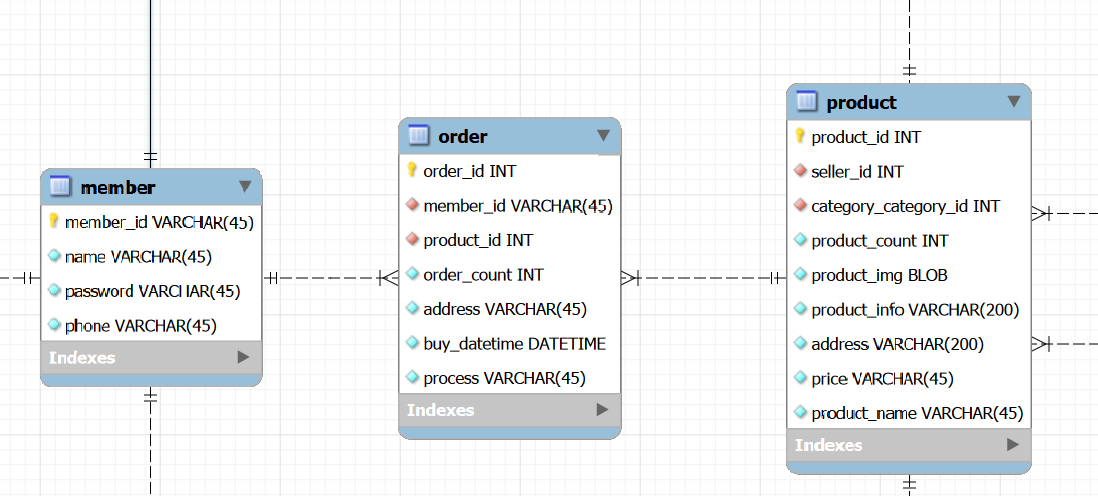 member
member_id VARCHAR(45)
name VARCHAR(45)
password VARCHAR(45)
phone VARCHAR(45)
Indexes
order
order_id INT
member_id VARCHAR(45)
product_id INT
order_count INT
address VARCHAR(45)
buy_datetime DATETIME
process VARCHAR(45)
Indexes
product
product_id INT
seller_id INT
category_category_id INT
product_count INT
product_img BLOB
product_info VARCHAR(200)
address VARCHAR(200)
price VARCHAR(45)
product_name VARCHAR(45)
Indexes